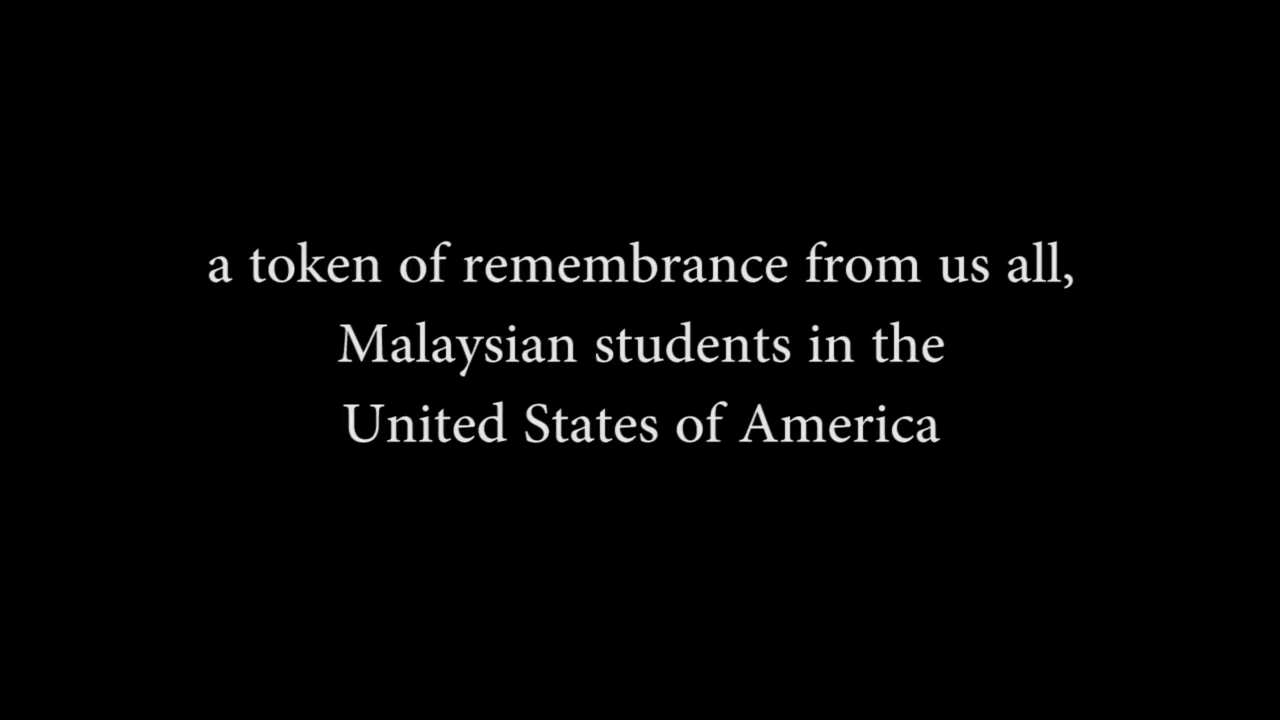 a token of remembrance from us all,
Malaysian students in the
United States of America